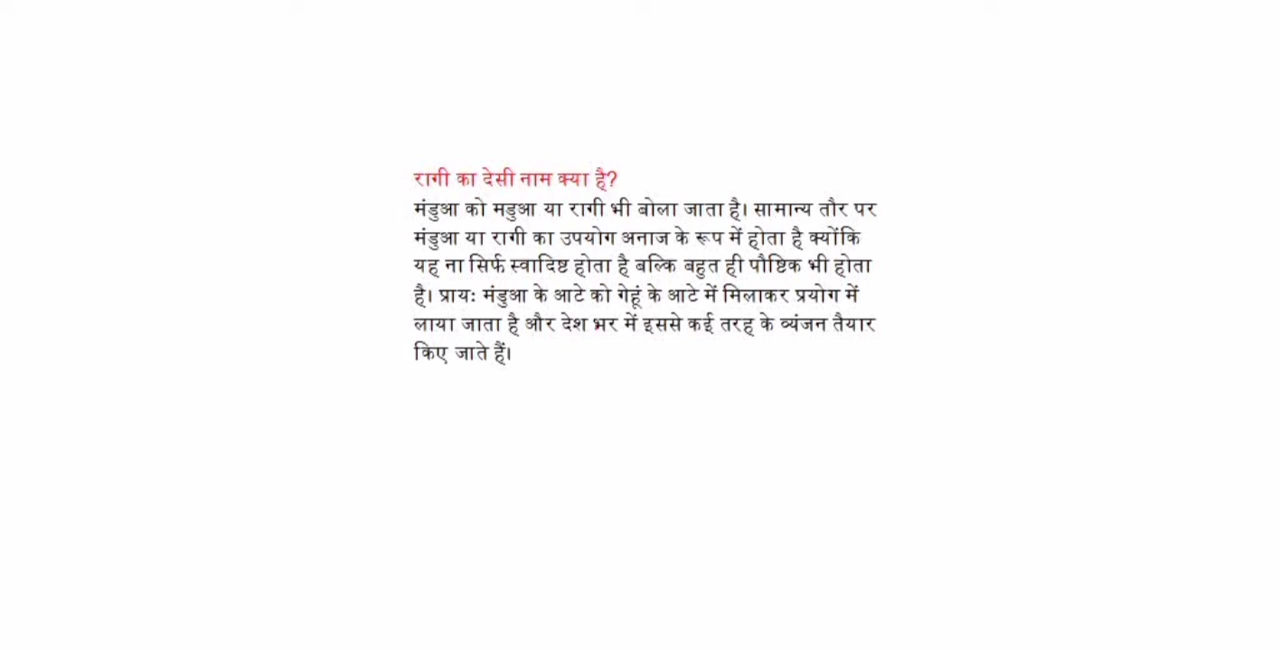 रागी का देसी नाम क्या है?
मंडुआ को मडुआ या रागी भी बोला जाता है। सामान्य तौर पर
मंडुआ या रागी का उपयोग अनाज के रूप में होता है क्योंकि
यह ना सिर्फ स्वादिष्ट होता है बल्कि बहुत ही पौष्टिक भी होता
है। प्रायः मंडुआ के आटे को गेहूं के आटे में मिलाकर प्रयोग में
लाया जाता है और देश भर में इससे कई तरह के व्यंजन तैयार
किए जाते हैं।